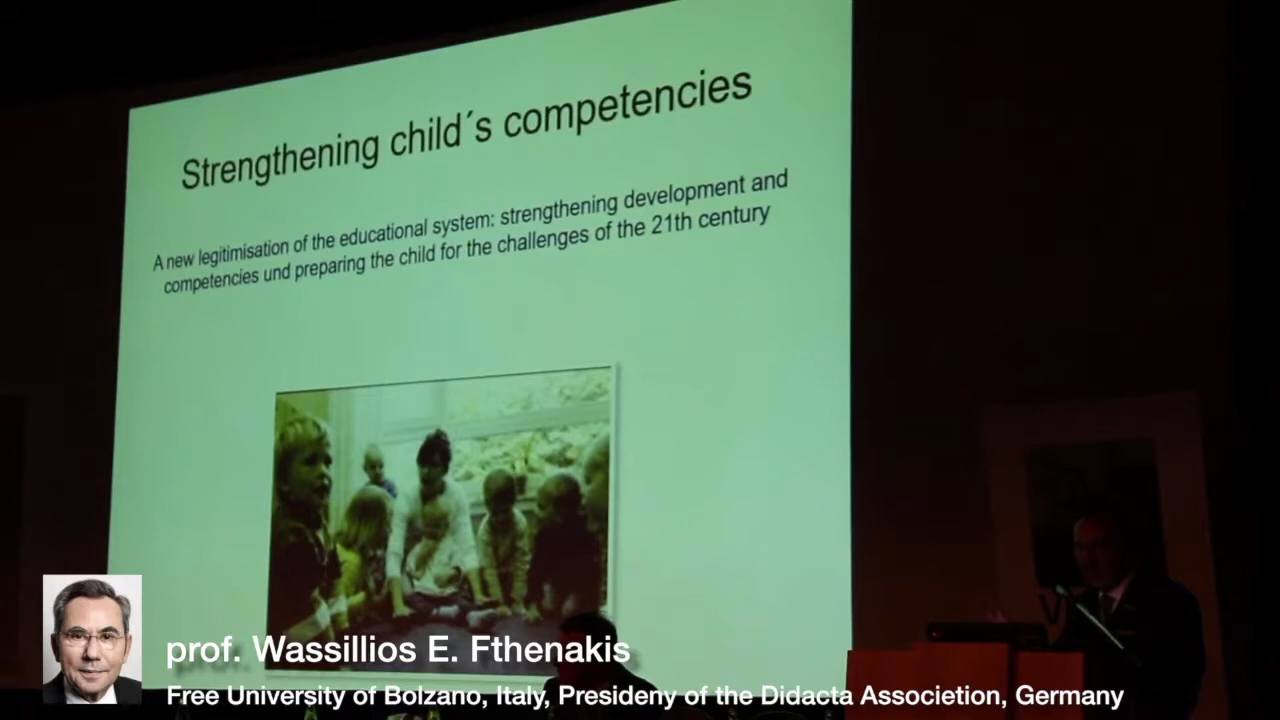 Strengthening child´s competencies
A new legitimisation of the educational system: strengthening development and
competencies und preparing the child for the challenges of the 21th century
prof. Wassillios E. Fthenakis
Free University of Bolzano, Italy, Presideny of the Didacta Associetion, Germany